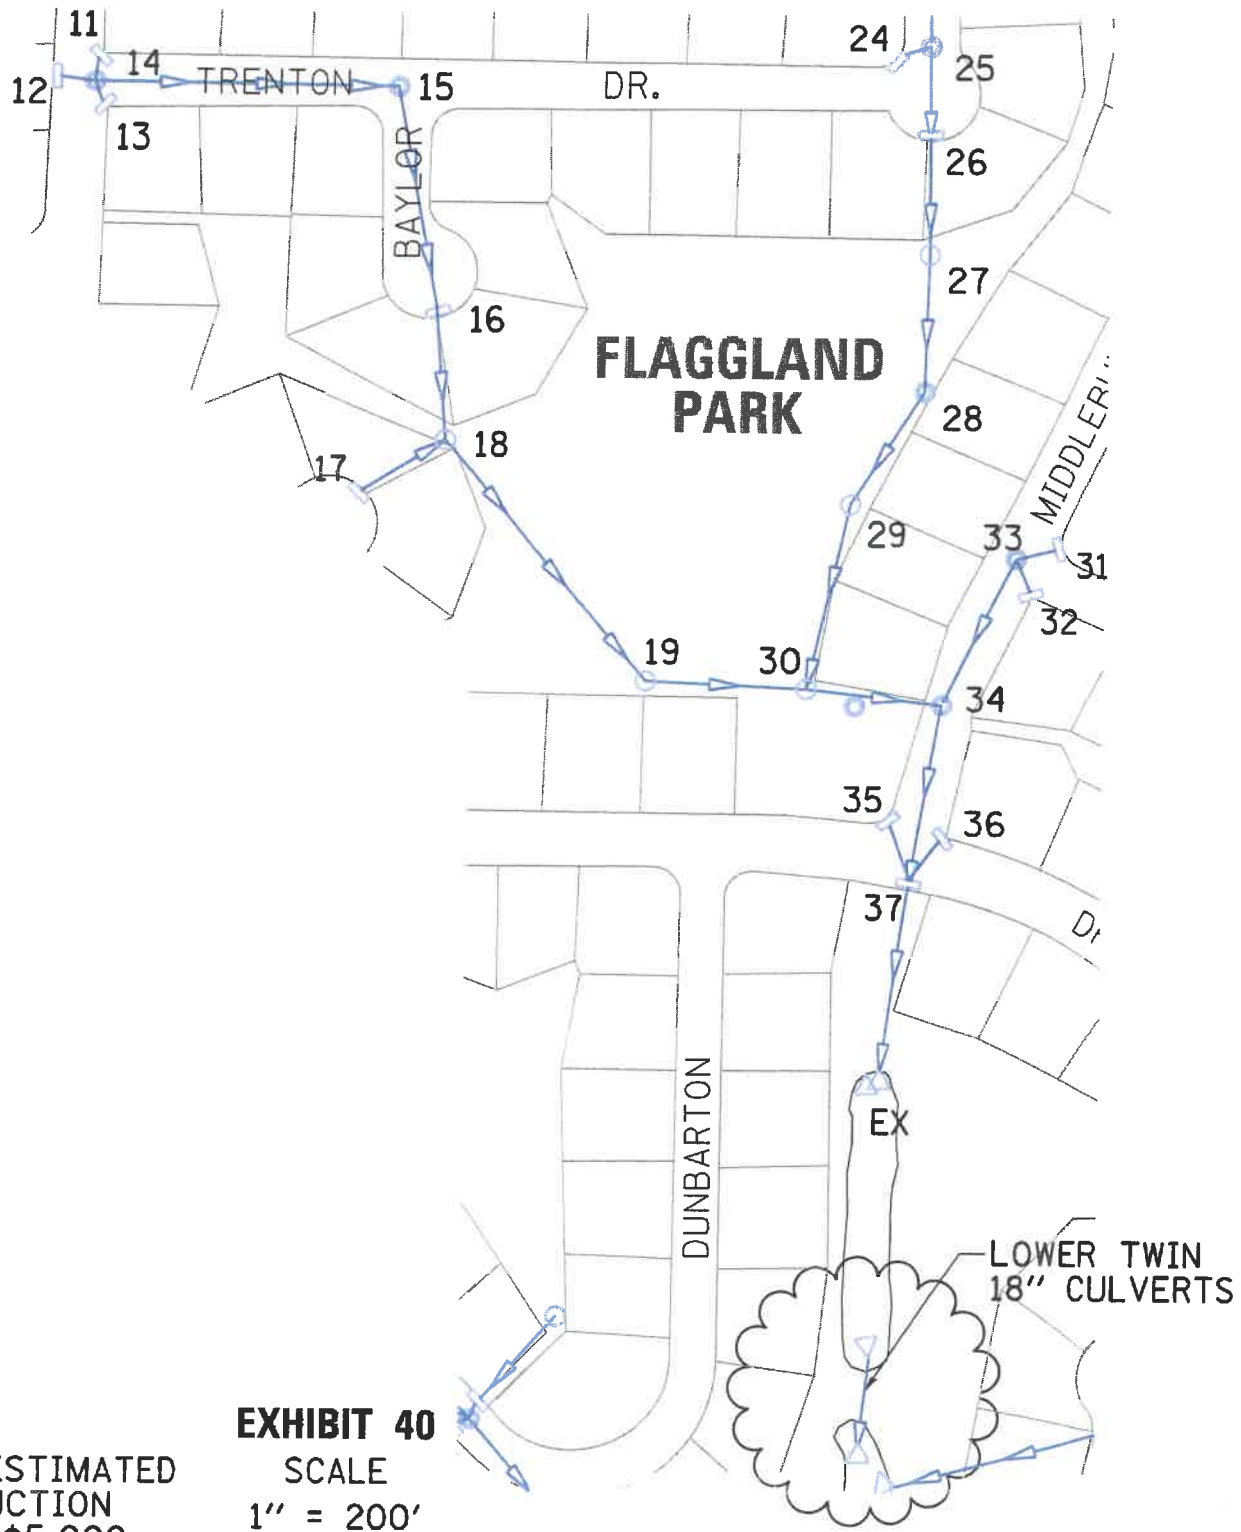 11
24
14
25
12
TRENTON
15
DR.
13
26
BAYLOR
27
16
FLAGGLAND
PARK
28
18
17
29
33
31
32
19
30
34
35
36
37
EX
DUNBARTON
LOWER TWIN
18" CULVERTS
EXHIBIT 40
SCALE
1" = 200'